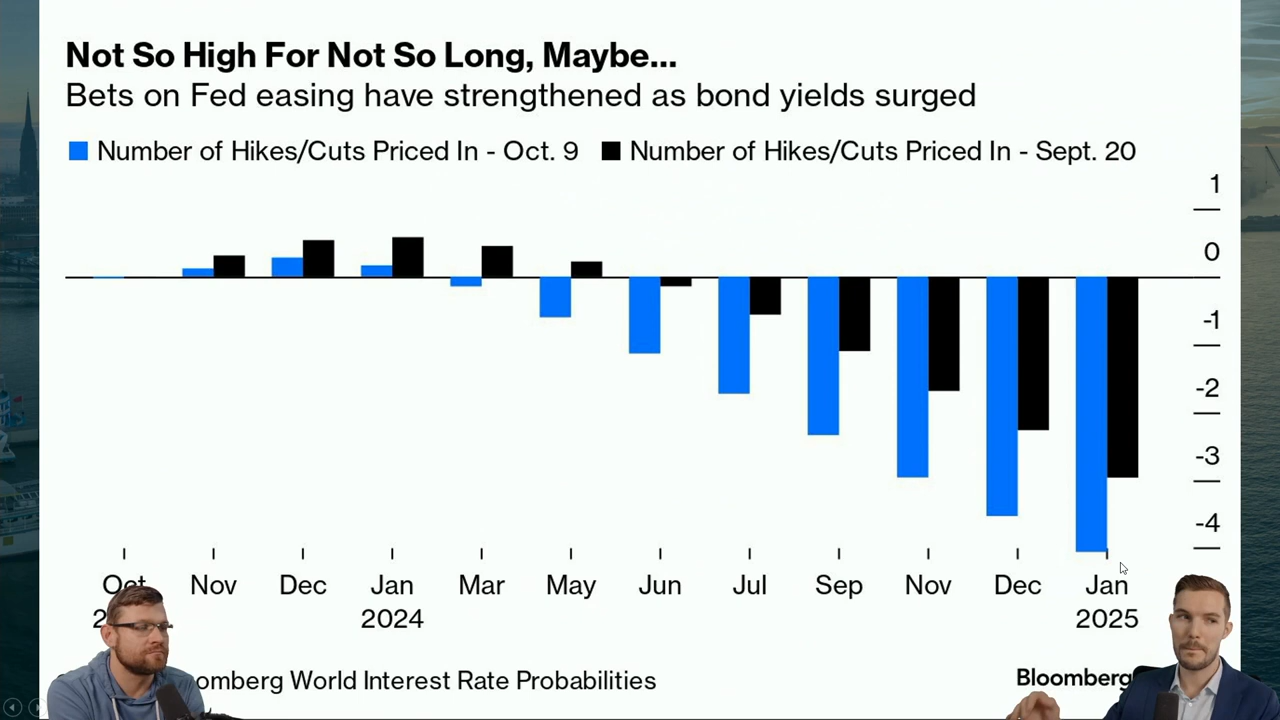 Not So High For Not So Long, Maybe...
Bets on Fed easing have strengthened as bond yields surged
Number of Hikes/Cuts Priced In - Oct. 9 Number of Hikes/Cuts Priced In - Sept. 20
1
0
-1
-2
-3
-4
Oct Nov Dec Jan Mar May Jun Jul Sep Nov Dec Jan
2024 2025
World Interest Rate Probabilities
Bloomberg